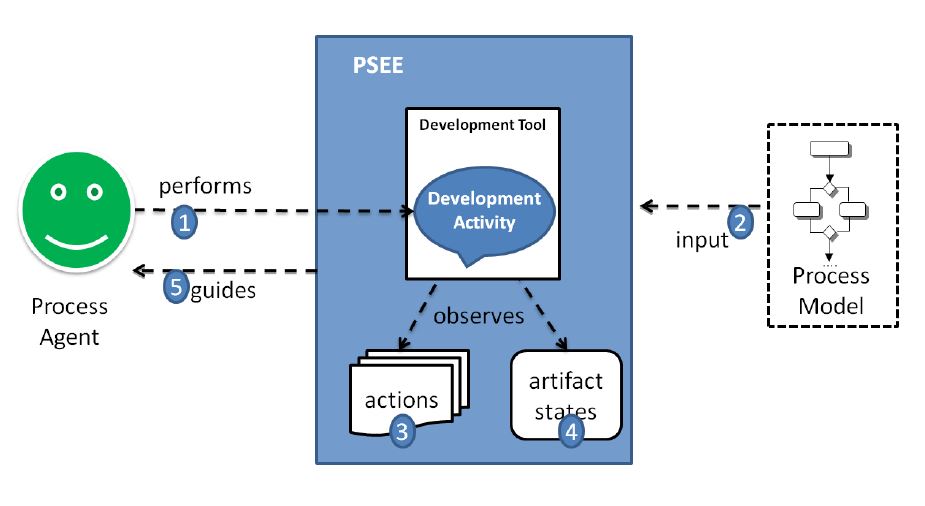 PSEE
Development Tool
Development
Activity
performs
1
5
guides
Process
Agent
observes
actions
3
artifact
states
4
input
2
....
Process
Model